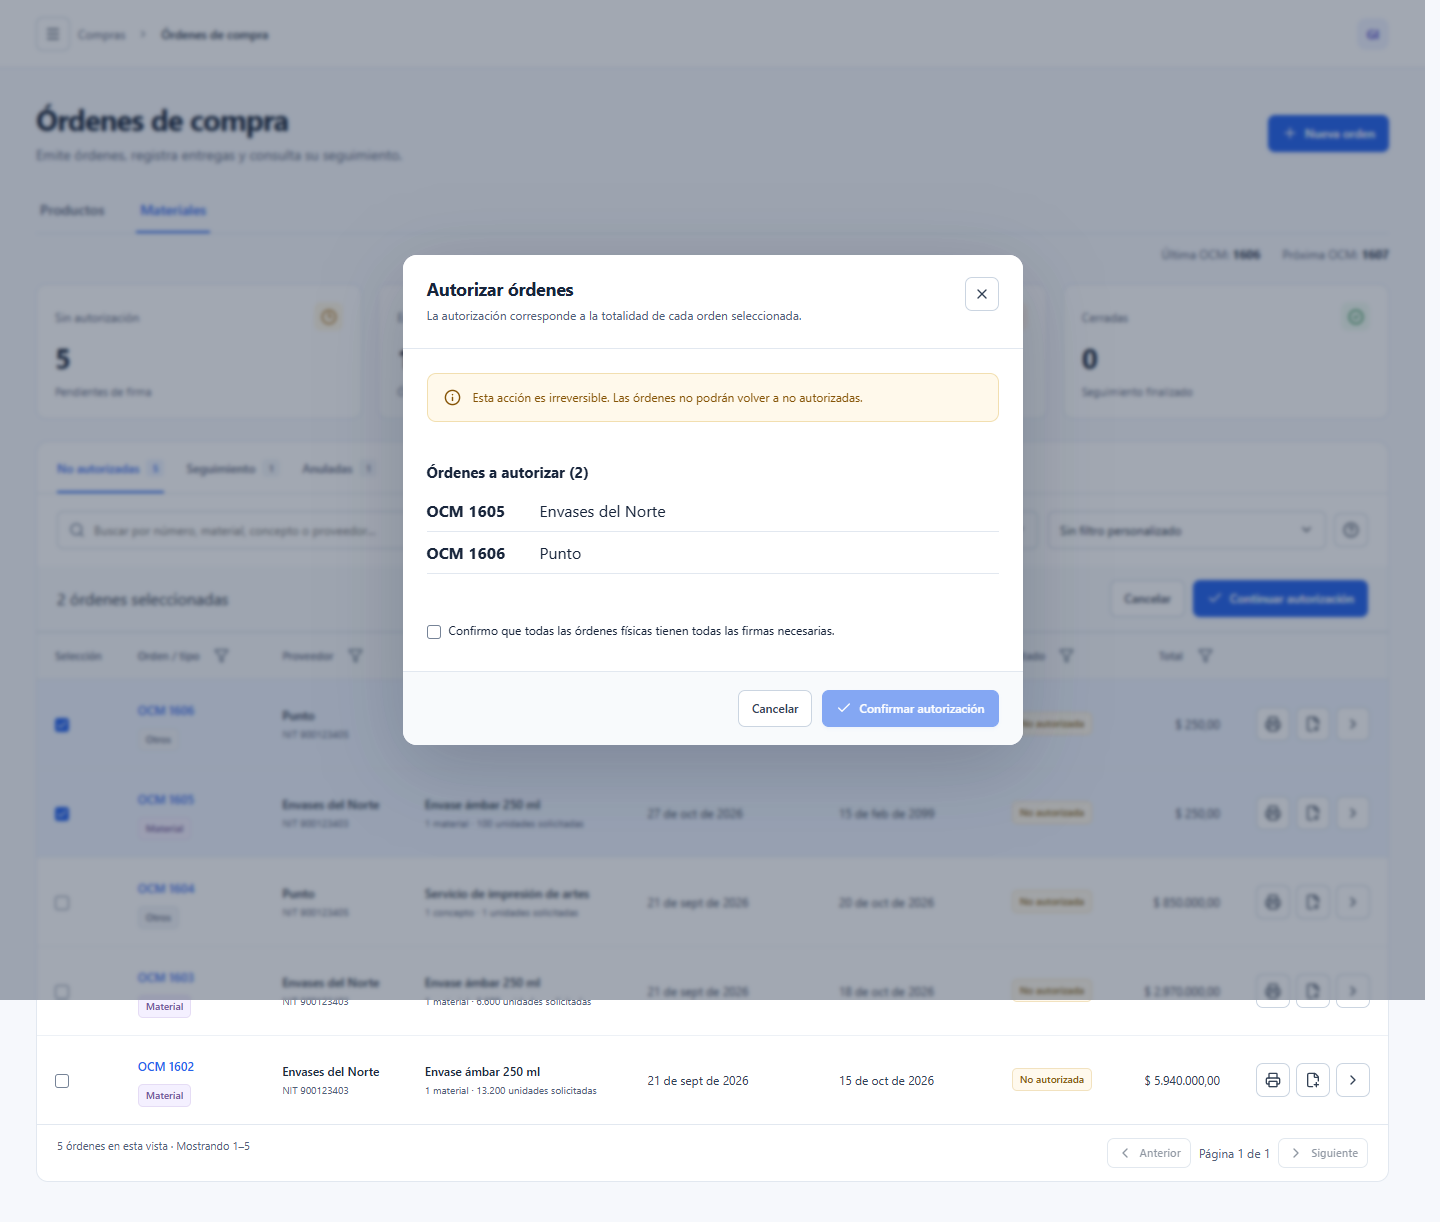 Compras > Órdenes de compra
Órdenes de compra
Nueva orden
Emite órdenes, registra entregas y consulta su seguimiento.
Productos Materiales
Última OCM: 1606 Próxima OCM: 1607
Sin autorización
5
Pendientes de firma
Cerradas
0
Seguimiento finalizado
Autorizar órdenes
La autorización corresponde a la totalidad de cada orden seleccionada.
Esta acción es irreversible. Las órdenes no podrán volver a no autorizadas.
Órdenes a autorizar (2)
OCM 1605 Envases del Norte
OCM 1606 Punto
Confirmo que todas las órdenes físicas tienen todas las firmas necesarias.
Cancelar Confirmar autorización
No autorizadas 5 Seguimiento Anuladas
Buscar por número, material, concepto o proveedor...
Sin filtro personalizado
2 órdenes seleccionadas
Cancelar Continuar autorización
Selección Orden / tipo Proveedor Total
OCM 1606 Punto $ 250,00
Otros NIT 900123405
OCM 1605 Envases del Norte Envase ámbar 250 ml 27 de oct de 2026 15 de feb de 2099 No autorizada $ 250,00
Material NIT 900123403 1 material · 100 unidades solicitadas
OCM 1604 Punto Servicio de impresión de artes 21 de sept de 2026 20 de oct de 2026 No autorizada $ 850.000,00
Otros NIT 900123405 1 concepto · 1 unidades solicitadas
OCM 1603 Envases del Norte Envase ámbar 250 ml 21 de sept de 2026 18 de oct de 2026 No autorizada $ 2.970.000,00
Material NIT 900123403 1 material · 6.600 unidades solicitadas
OCM 1602 Envases del Norte Envase ámbar 250 ml 21 de sept de 2026 15 de oct de 2026 No autorizada $ 5.940.000,00
Material NIT 900123403 1 material · 13.200 unidades solicitadas
5 órdenes en esta vista · Mostrando 1–5
Anterior Página 1 de 1 Siguiente